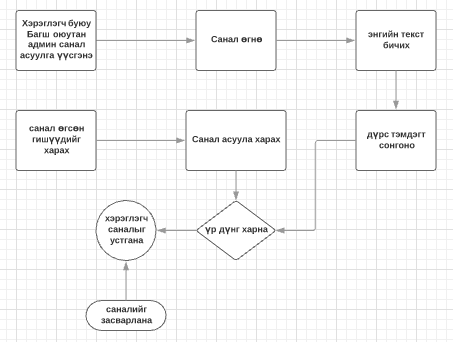 Хэрэглэгч буюу
Багш оюутан
админ санал
асуулга үүсгэнэ
Санал өгнө
энгийн текст
бичих
санал өгсөн
гишүүдийг
харах
Санал асуула харах
дүрс тэмдэгт
сонгоно
хэрэглэгч
саналыг
устгана
үр дүнг харна
саналийг
засварлана